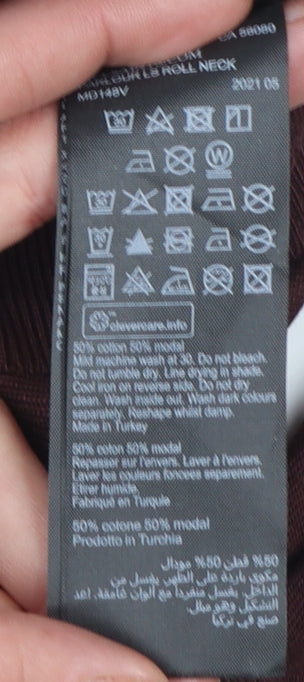 CA 56080
ROLL NECK
MD148V
2021 05
30
W
clevercare.info
50% cotton 50% modal
Mild machine wash at 30. Do not bleach.
Do not tumble dry. Line drying in shade.
Cool iron on reverse side. Do not dry
clean. Wash inside out. Wash dark colours
separately. Reshape whilst damp.
Made in Turkey
50% coton 50% modal
Repasser sur l'envers. Laver à l'envers.
Laver les couleurs foncées separement.
Etirer humide.
Fabriqué en Turquie
50% cotone 50% modal
Prodotto in Turchia
50% قطن 50% مودال
مكوى باردة على الظهر. يغسل من
الداخل. يغسل منفرداً مع ألوان غامقة. اعد
التشكيل وهو مبلل.
صنع في تركيا